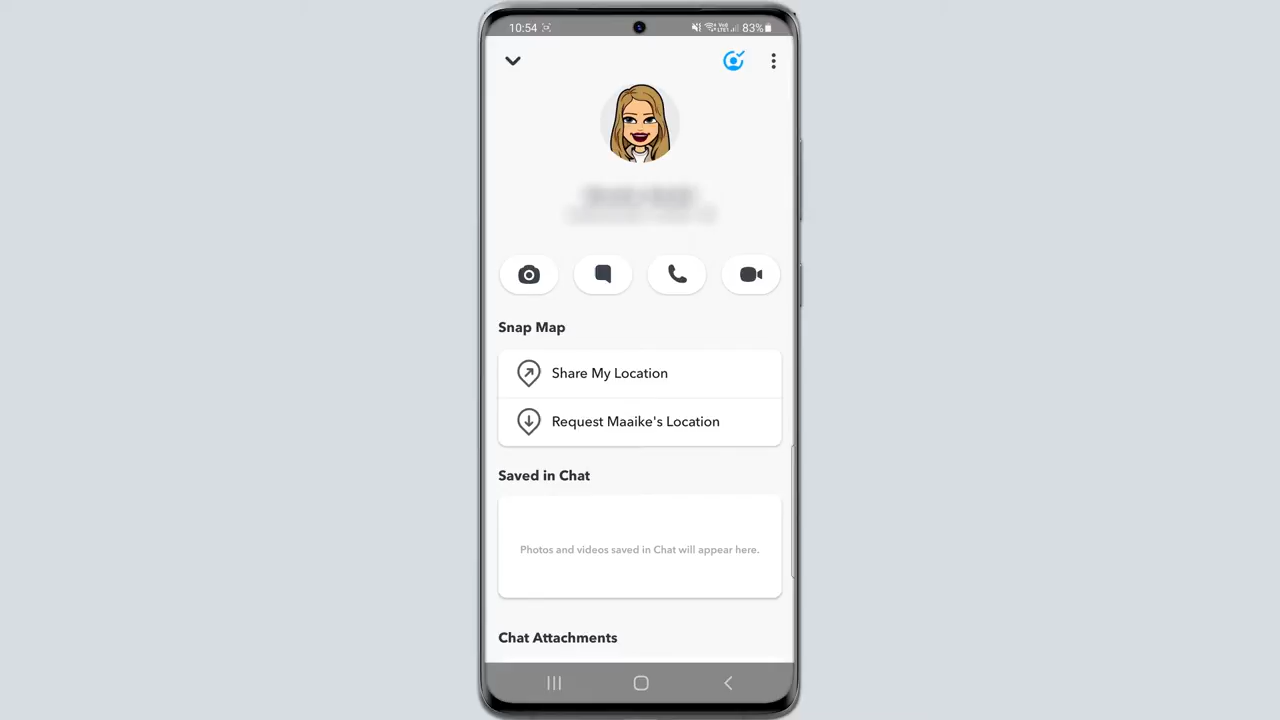 10:54 83%
Snap Map
Share My Location
Request Maaike's Location
Saved in Chat
Photos and videos saved in Chat will appear here.
Chat Attachments